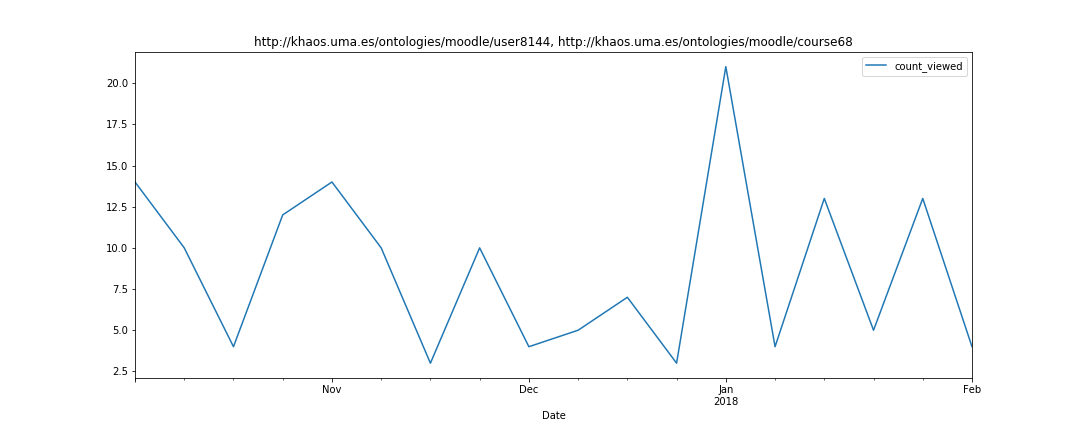 http://khaos.uma.es/ontologies/moodle/user8144, http://khaos.uma.es/ontologies/moodle/course68
count_viewed
20.0
17.5
15.0
12.5
10.0
7.5
5.0
2.5
Nov
Dec
Jan
2018
Feb
Date